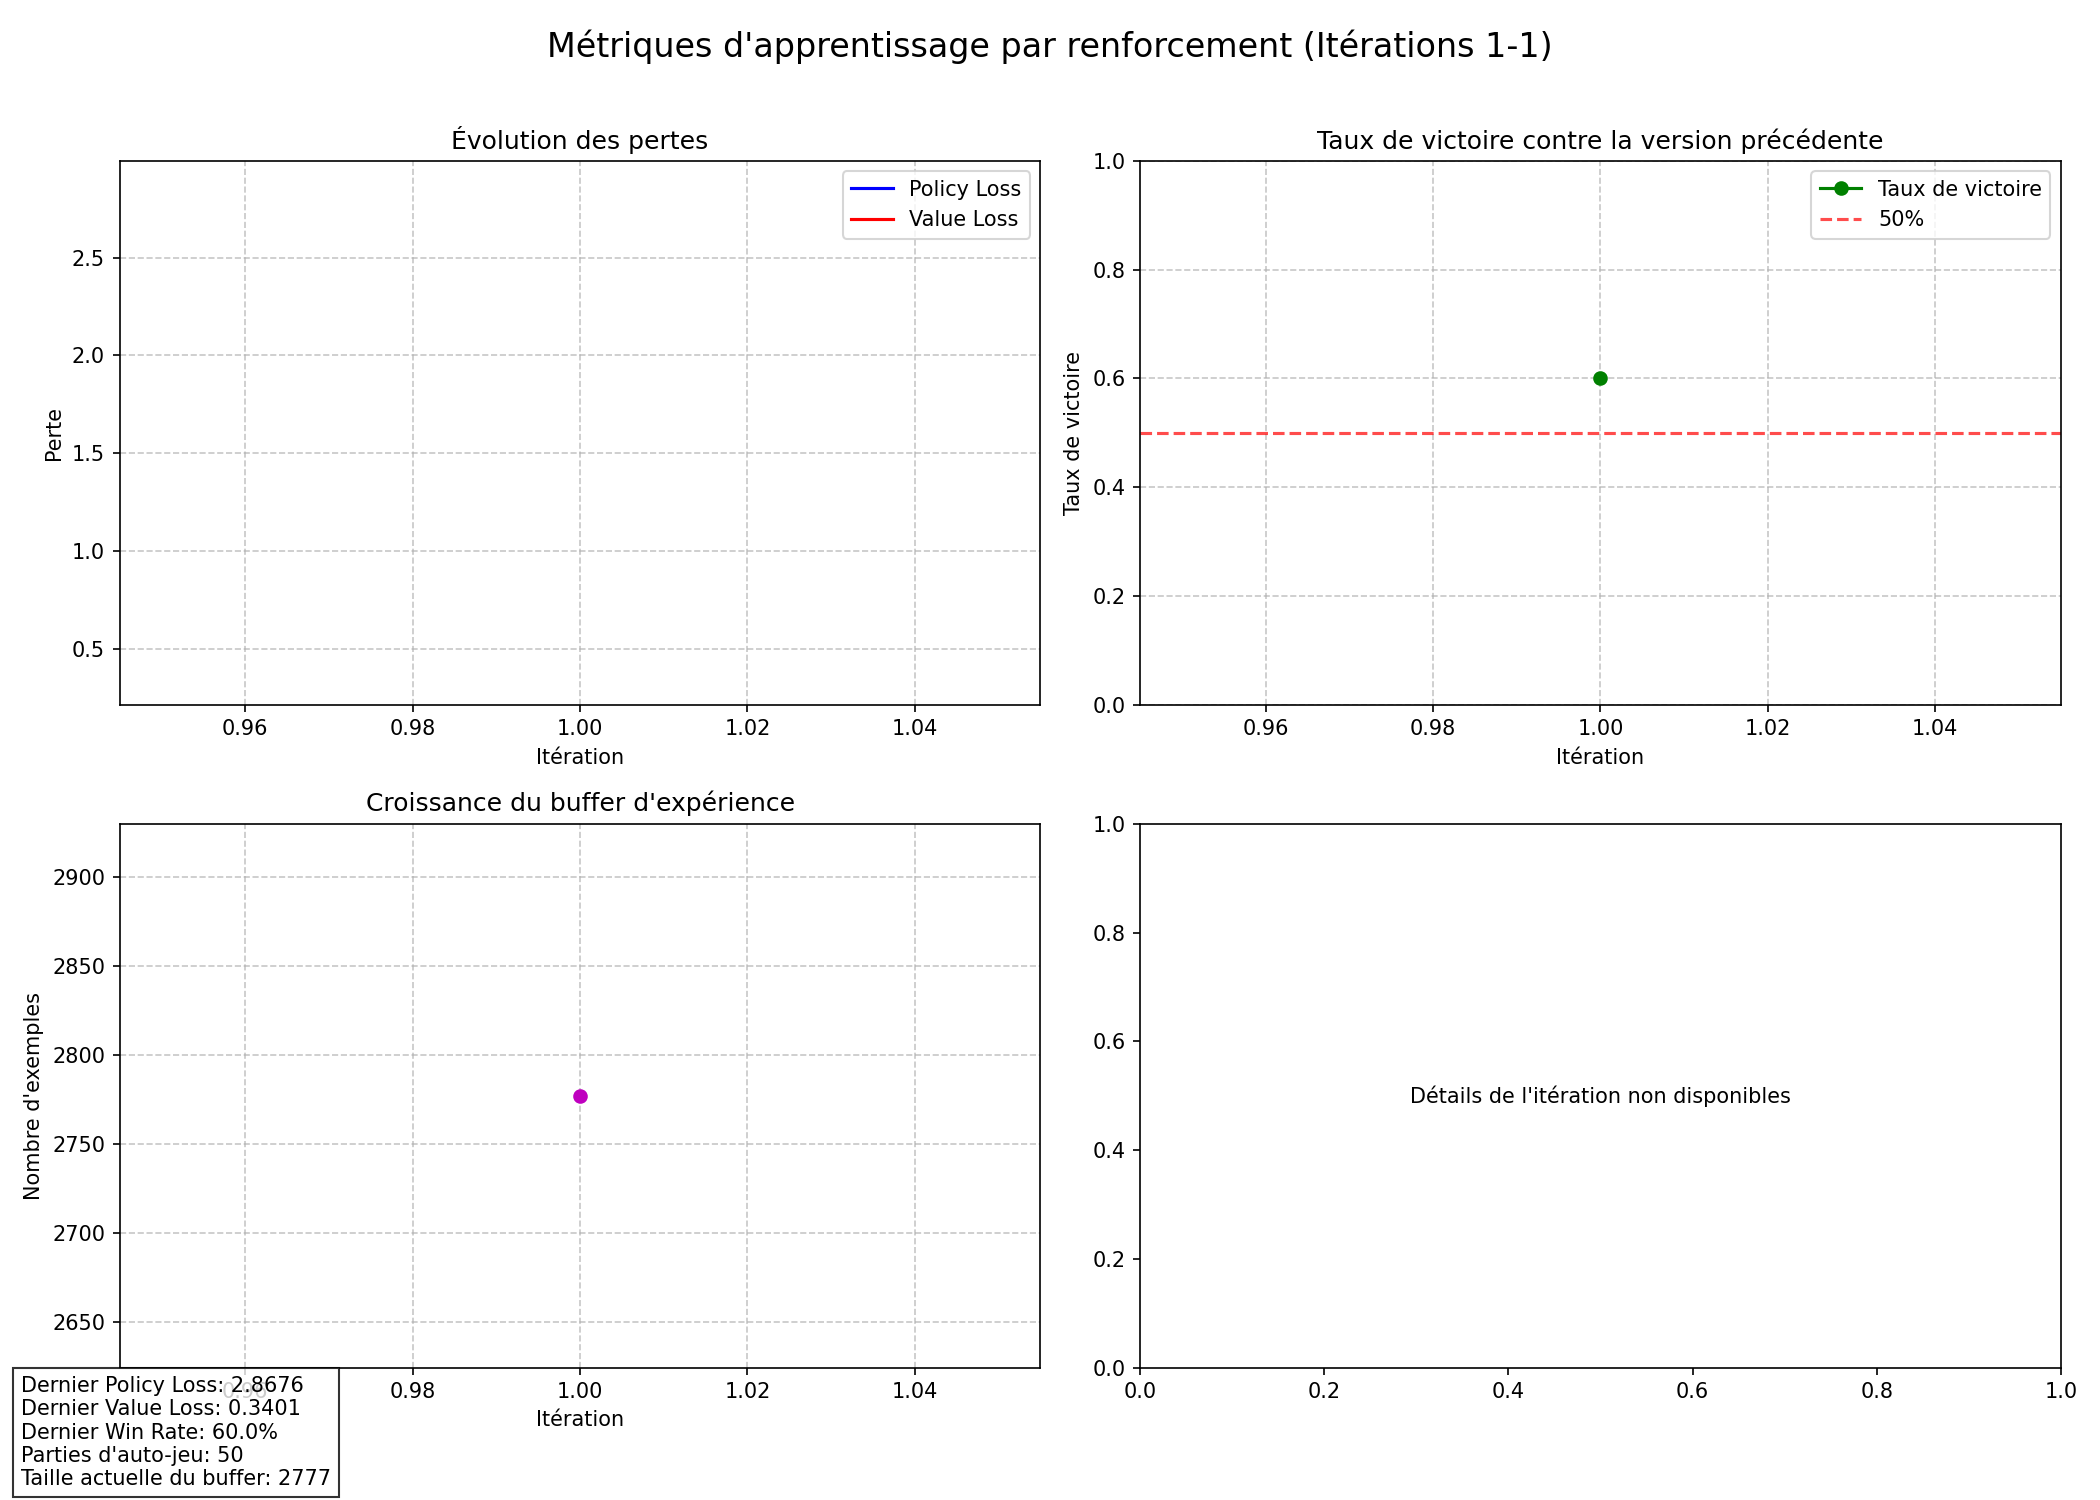 Métriques d'apprentissage par renforcement (Itérations 1-1)
Évolution des pertes
Policy Loss
Value Loss
2.5
2.0
1.5
1.0
0.5
Perte
0.96 0.98 1.00 1.02 1.04
Itération
Taux de victoire contre la version précédente
Taux de victoire
50%
1.0
0.8
0.6
0.4
0.2
0.0
Taux de victoire
0.96 0.98 1.00 1.02 1.04
Itération
Croissance du buffer d'expérience
2900
2850
2800
2750
2700
2650
Nombre d'exemples
0.96 0.98 1.00 1.02 1.04
Itération
1.0
0.8
0.6
0.4
0.2
0.0
Détails de l'itération non disponibles
0.0 0.2 0.4 0.6 0.8 1.0
Dernier Policy Loss: 2.8676
Dernier Value Loss: 0.3401
Dernier Win Rate: 60.0%
Parties d'auto-jeu: 50
Taille actuelle du buffer: 2777